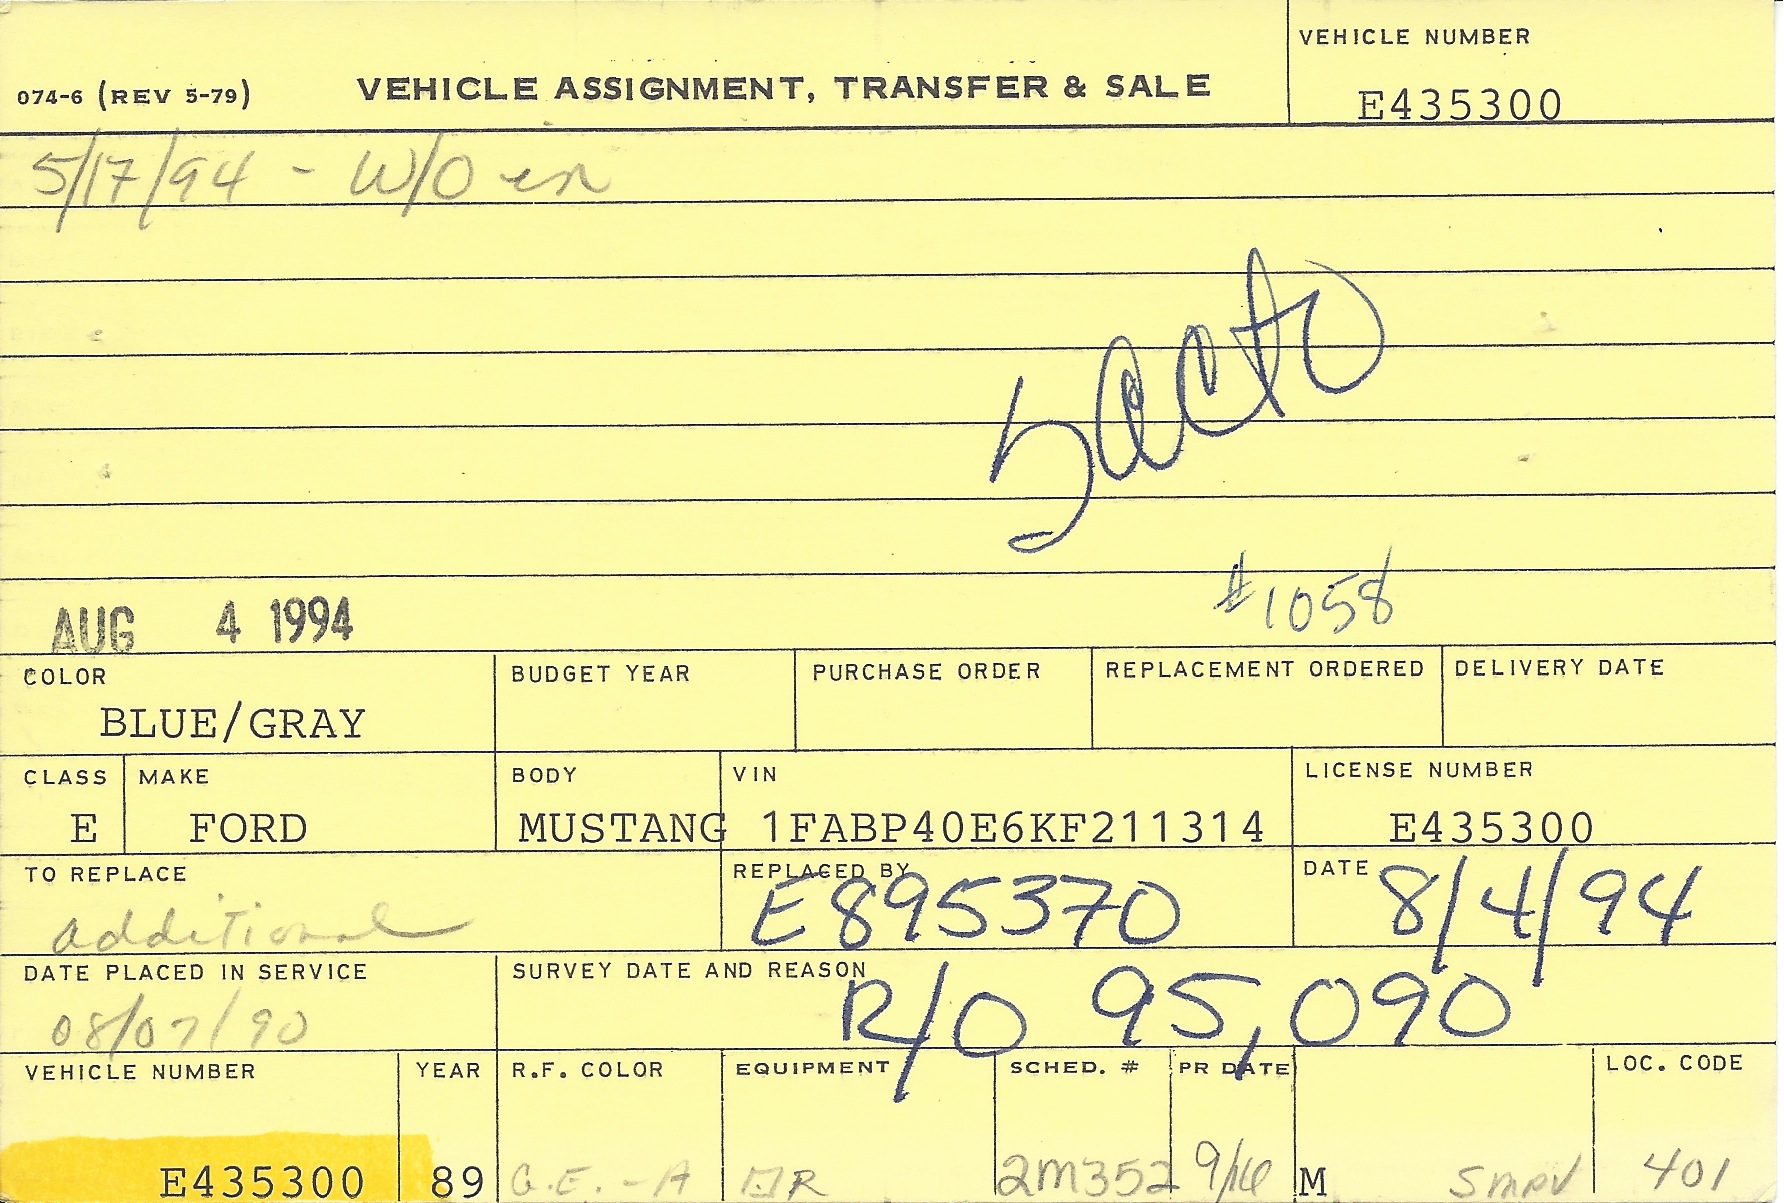 VEHICLE NUMBER
074-6 (REV 5-79) VEHICLE ASSIGNMENT, TRANSFER & SALE
E435300
5/17/94 - W/O en
Sacto
#1058
AUG 4 1994
COLOR BUDGET YEAR PURCHASE ORDER REPLACEMENT ORDERED DELIVERY DATE
BLUE/GRAY
CLASS MAKE BODY VIN LICENSE NUMBER
E FORD MUSTANG 1FABP40E6KF211314 E435300
TO REPLACE REPLACED BY DATE
additional E895370 8/4/94
DATE PLACED IN SERVICE SURVEY DATE AND REASON
08/07/90 R/O 95,090
VEHICLE NUMBER YEAR R.F. COLOR EQUIPMENT SCHED. # PR DATE LOC. CODE
E435300 89 G.E. - A 2M352 9/16 M 401